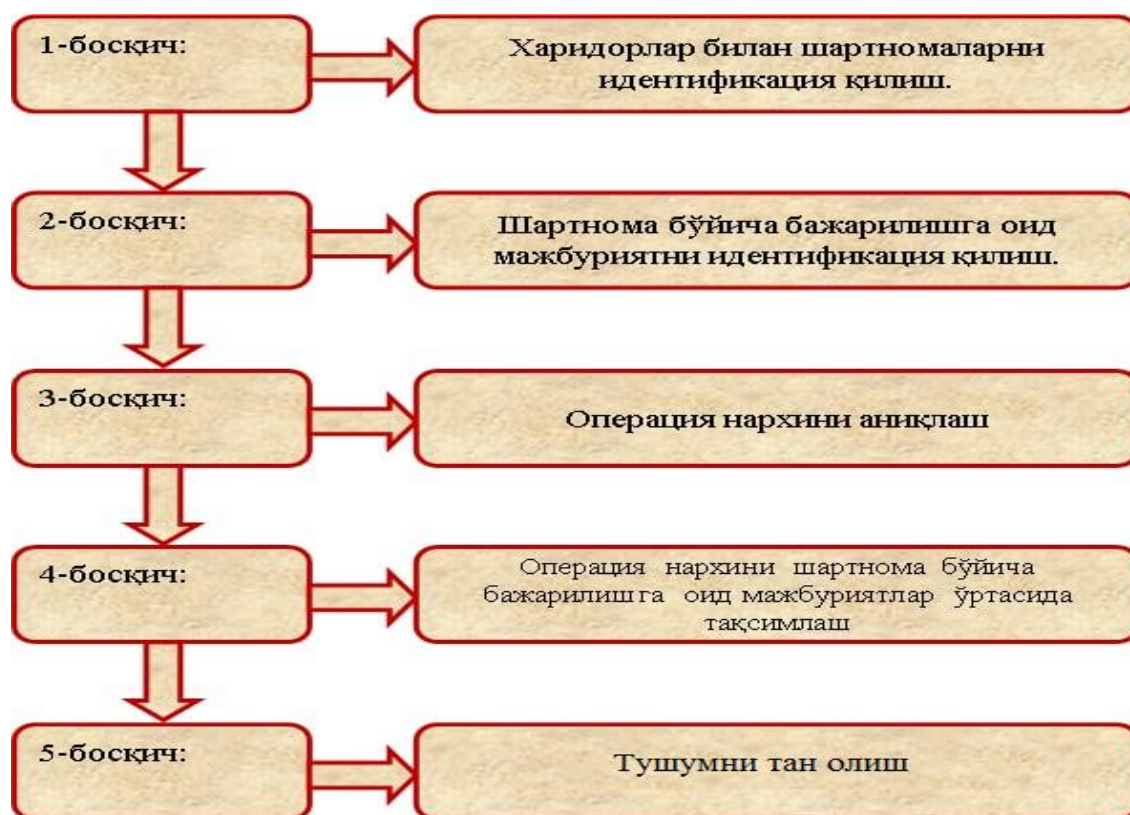 1-босқич:
Харидорлар билан шартномаларни
идентификация қилиш.
2-босқич:
Шартнома бўйича бажарилишга оид
мажбуриятни идентификация қилиш.
3-босқич:
Операция нархини аниқлаш
4-босқич:
Операция нархини шартнома бўйича
бажарилишга оид мажбуриятлар ўртасида
тақсимлаш
5-босқич:
Тушумни тан олиш